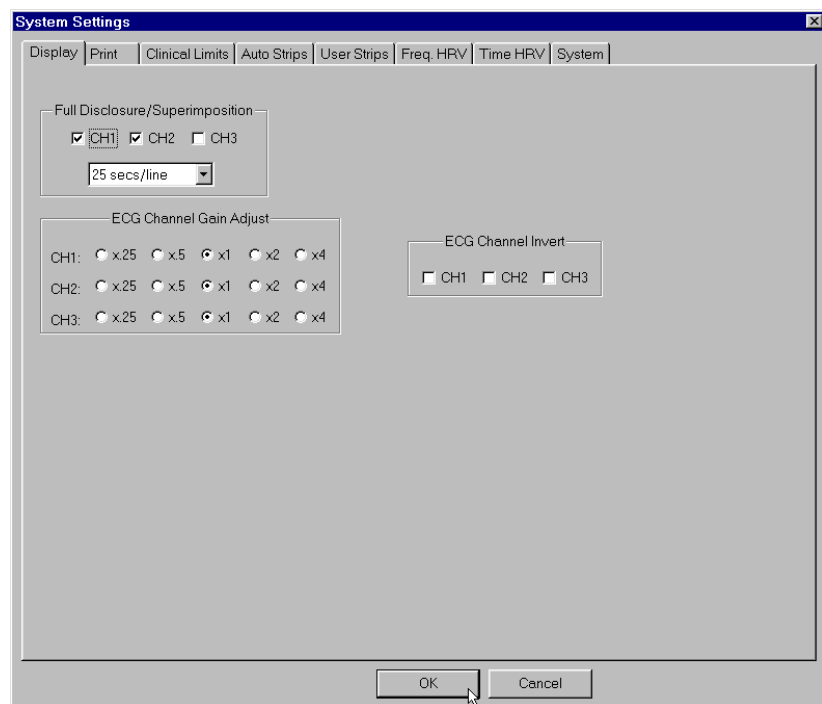 System Settings
Display Print Clinical Limits Auto Strips User Strips Freq. HRV Time HRV System
Full Disclosure/Superimposition
CH1 CH2 CH3
25 secs/line
ECG Channel Gain Adjust
CH1: x.25 x.5 x1 x2 x4
CH2: x.25 x.5 x1 x2 x4
CH3: x.25 x.5 x1 x2 x4
ECG Channel Invert
CH1 CH2 CH3
OK Cancel